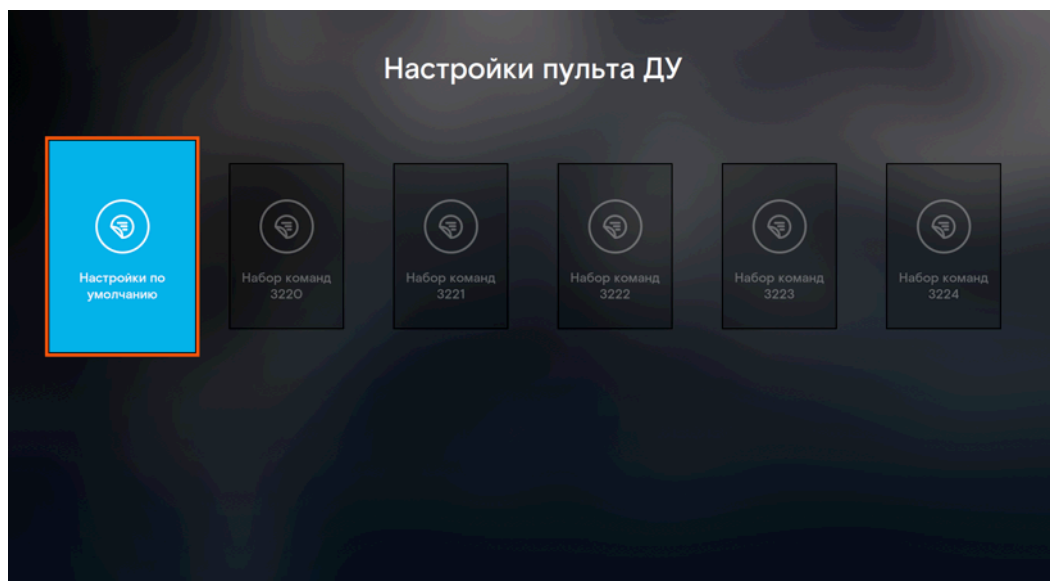 Настройки пульта ДУ
Настройки по
умолчанию
Набор команд
3220
Набор команд
3221
Набор команд
3222
Набор команд
3223
Набор команд
3224